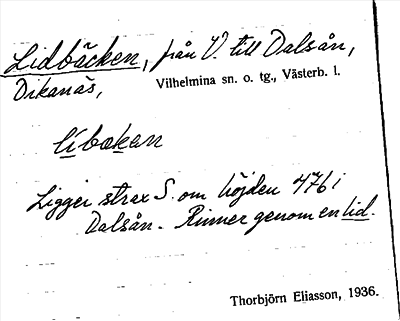 Lidbäcken, från V. till Dalsån,
Dikanäs,
Vilhelmina sn. o. tg., Västerb. l.
líbæken
Ligger strax S. om höjden 476 i
Dalsån. Rinner genom en lid.
Thorbjörn Eliasson, 1936.